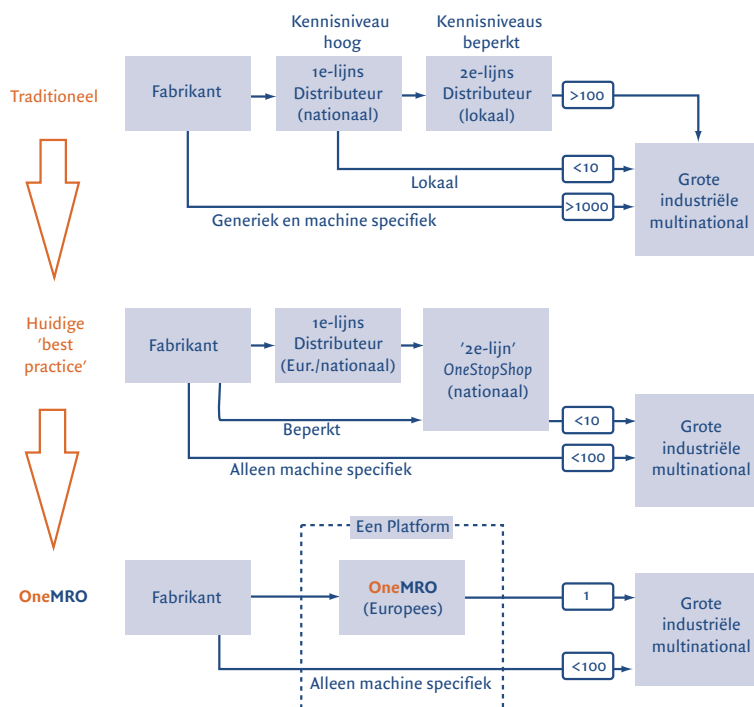 Kennisniveau
hoog
Kennisniveaus
beperkt
Traditioneel
Fabrikant
1e-lijns
Distributeur
(nationaal)
2e-lijns
Distributeur
(lokaal)
>100
<10
Lokaal
>1000
Generiek en machine specifiek
Grote
industriële
multinational
Huidige
'best
practice'
Fabrikant
1e-lijns
Distributeur
(Eur./nationaal)
'2e-lijn'
OneStopShop
(nationaal)
Beperkt
<10
<100
Alleen machine specifiek
Grote
industriële
multinational
Een Platform
OneMRO
Fabrikant
OneMRO
(Europees)
1
<100
Alleen machine specifiek
Grote
industriële
multinational